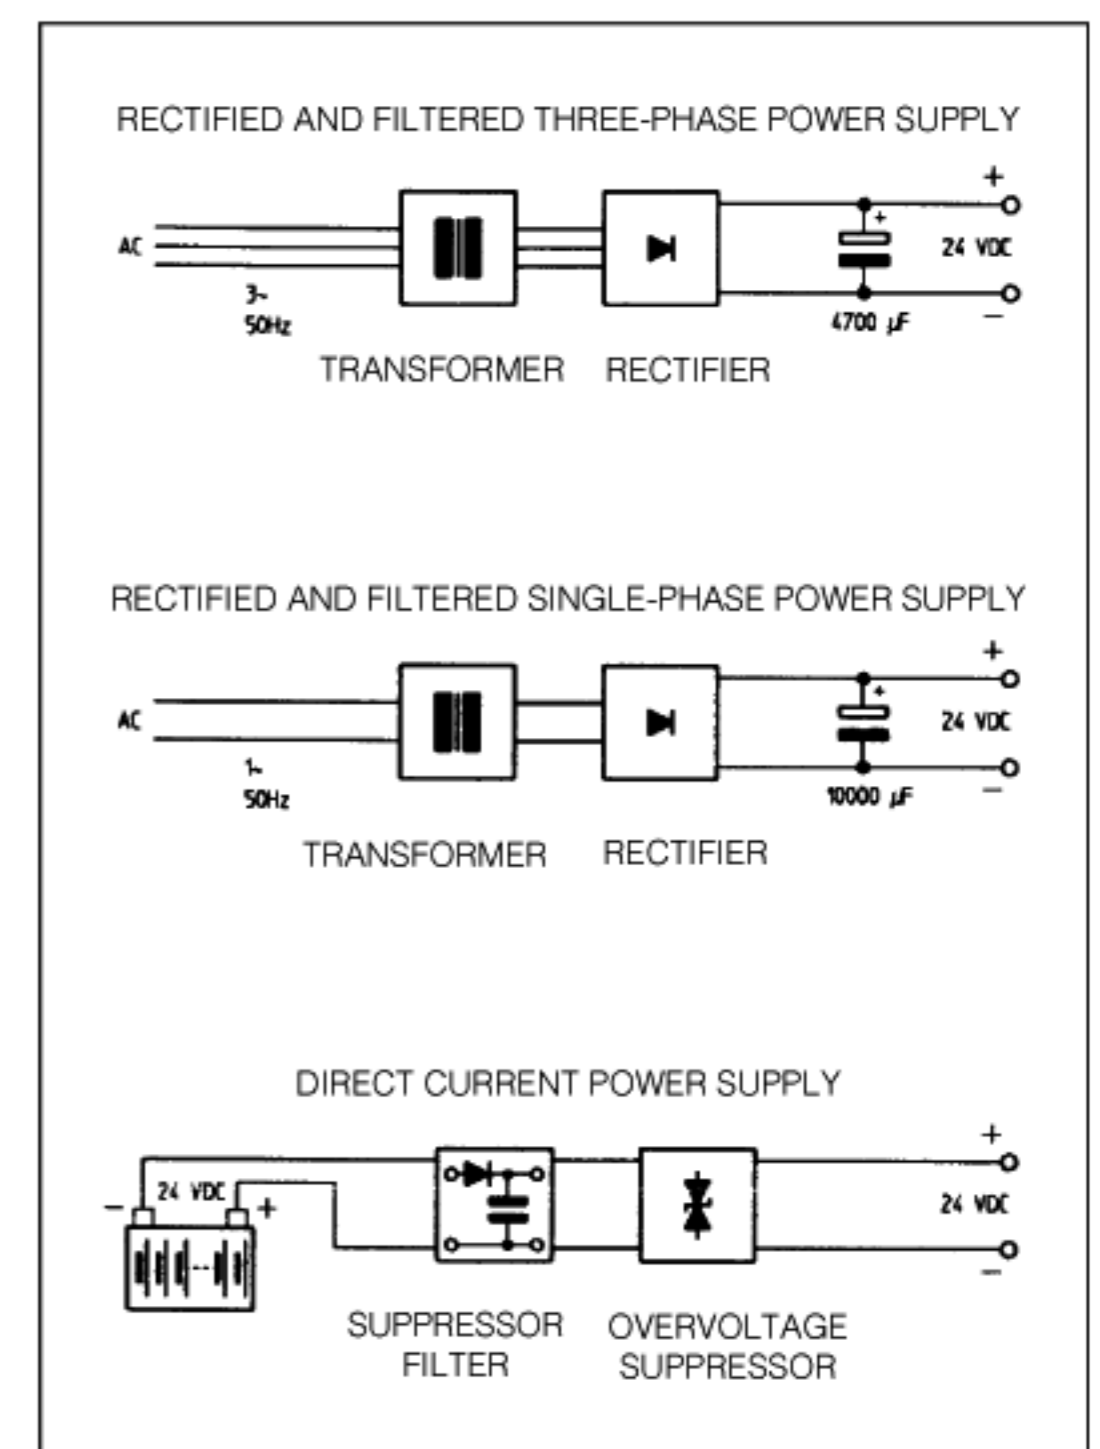 RECTIFIED AND FILTERED THREE-PHASE POWER SUPPLY
+
AC
+
24 VDC
3~
50Hz
4700 µF
−
TRANSFORMER RECTIFIER
RECTIFIED AND FILTERED SINGLE-PHASE POWER SUPPLY
+
AC
+
24 VDC
1~
50Hz
10000 µF
−
TRANSFORMER RECTIFIER
DIRECT CURRENT POWER SUPPLY
+
− 24 VDC +
24 VDC
−
SUPPRESSOR
FILTER
OVERVOLTAGE
SUPPRESSOR